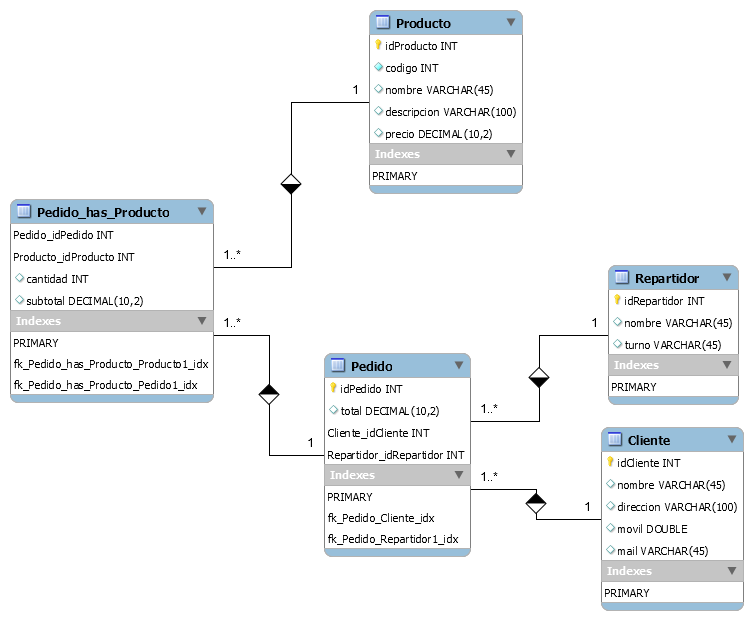 Producto
idProducto INT
codigo INT
nombre VARCHAR(45)
descripcion VARCHAR(100)
precio DECIMAL(10,2)
Indexes
PRIMARY
1
Pedido_has_Producto
Pedido_idPedido INT
Producto_idProducto INT
cantidad INT
subtotal DECIMAL(10,2)
Indexes
PRIMARY
fk_Pedido_has_Producto_Producto1_idx
fk_Pedido_has_Producto_Pedido1_idx
1..*
1..*
1
Pedido
idPedido INT
total DECIMAL(10,2)
Cliente_idCliente INT
Repartidor_idRepartidor INT
Indexes
PRIMARY
fk_Pedido_Cliente_idx
fk_Pedido_Repartidor1_idx
1..*
1..*
1
Repartidor
idRepartidor INT
nombre VARCHAR(45)
turno VARCHAR(45)
Indexes
PRIMARY
1
Cliente
idCliente INT
nombre VARCHAR(45)
direccion VARCHAR(100)
movil DOUBLE
mail VARCHAR(45)
Indexes
PRIMARY